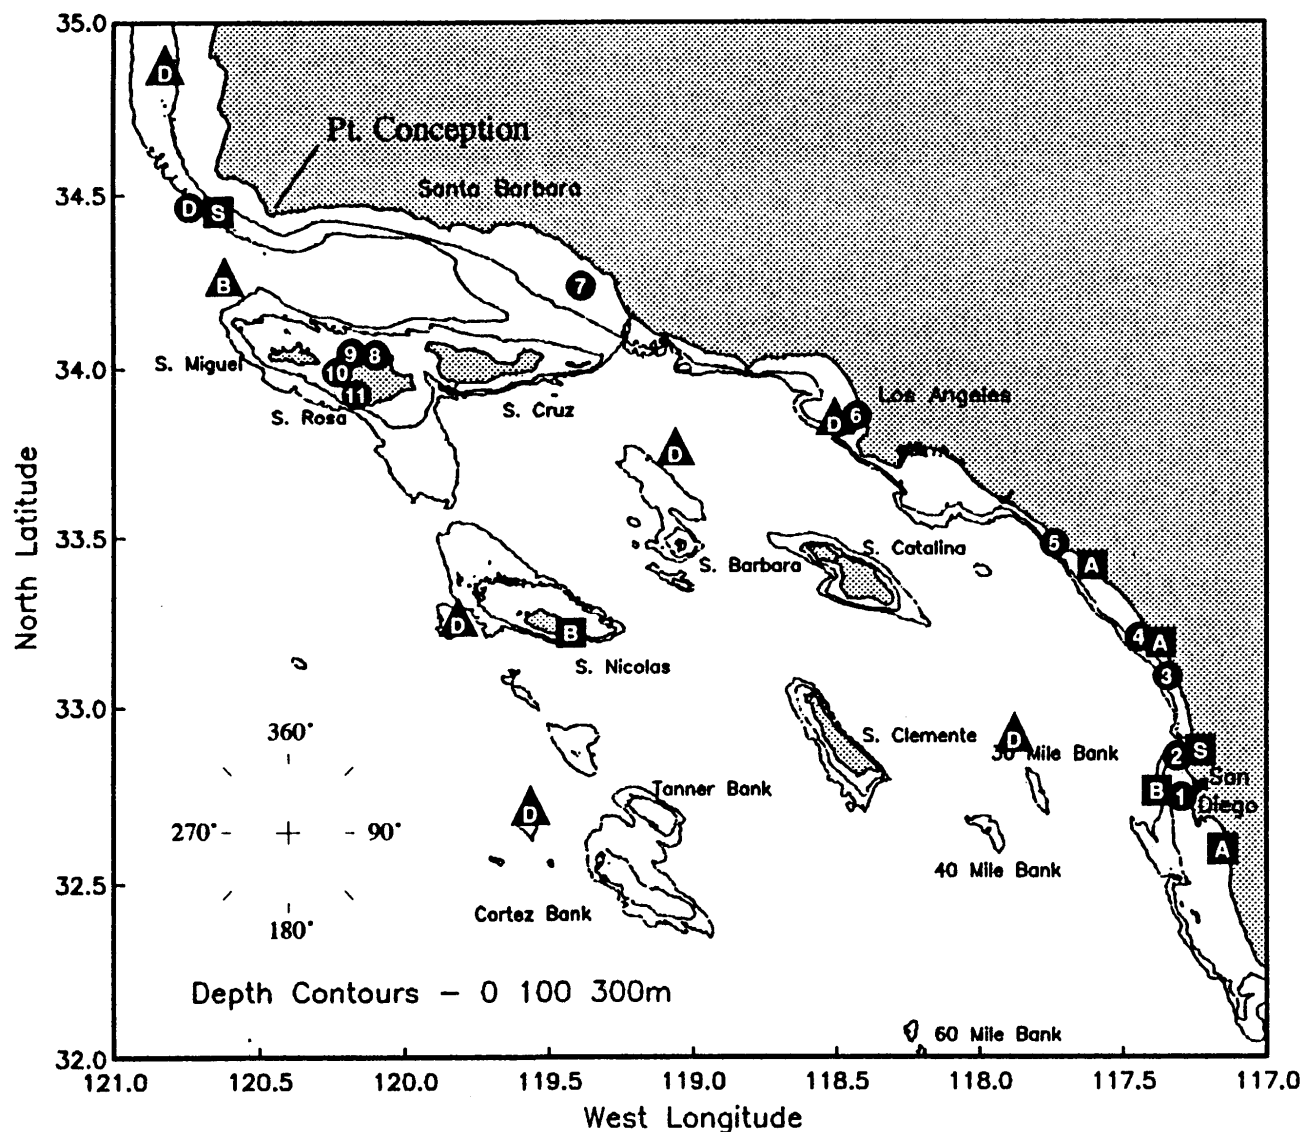 35.0
D
Pt. Conception
Santa Barbara
34.5
D
S
B
7
S. Miguel
9
8
34.0
10
11
S. Rosa
S. Cruz
Los Angeles
D
6
D
North Latitude
33.5
5
A
S. Catalina
S. Barbara
D
B
4
A
S. Nicolas
3
33.0
360°
S. Clemente
D
30 Mile Bank
2
S
San
Diego
B
1
Tanner Bank
D
270°
90°
A
40 Mile Bank
32.5
Cortez Bank
180°
Depth Contours - 0 100 300m
60 Mile Bank
32.0
121.0
120.5
120.0
119.5
119.0
118.5
118.0
117.5
117.0
West Longitude